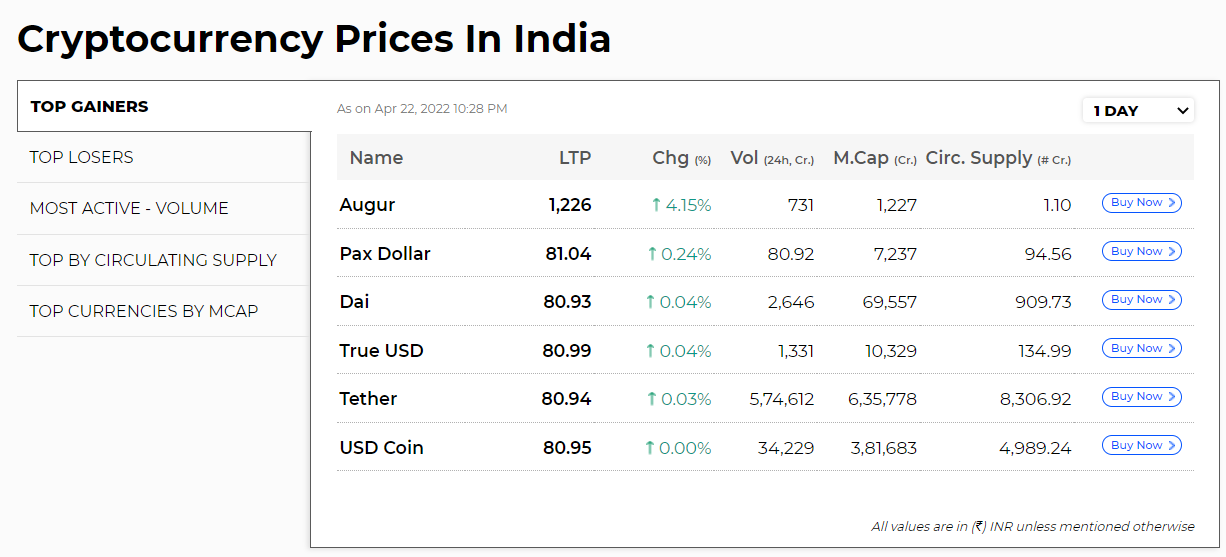 Cryptocurrency Prices In India
TOP GAINERS
TOP LOSERS
MOST ACTIVE - VOLUME
TOP BY CIRCULATING SUPPLY
TOP CURRENCIES BY MCAP
As on Apr 22, 2022 10:28 PM
1 DAY
Name LTP Chg (%) Vol (24h, Cr.) M.Cap (Cr.) Circ. Supply (# Cr.)
Augur 1,226 ↑ 4.15% 731 1,227 1.10 Buy Now
Pax Dollar 81.04 ↑ 0.24% 80.92 7,237 94.56 Buy Now
Dai 80.93 ↑ 0.04% 2,646 69,557 909.73 Buy Now
True USD 80.99 ↑ 0.04% 1,331 10,329 134.99 Buy Now
Tether 80.94 ↑ 0.03% 5,74,612 6,35,778 8,306.92 Buy Now
USD Coin 80.95 ↑ 0.00% 34,229 3,81,683 4,989.24 Buy Now
All values are in (₹) INR unless mentioned otherwise